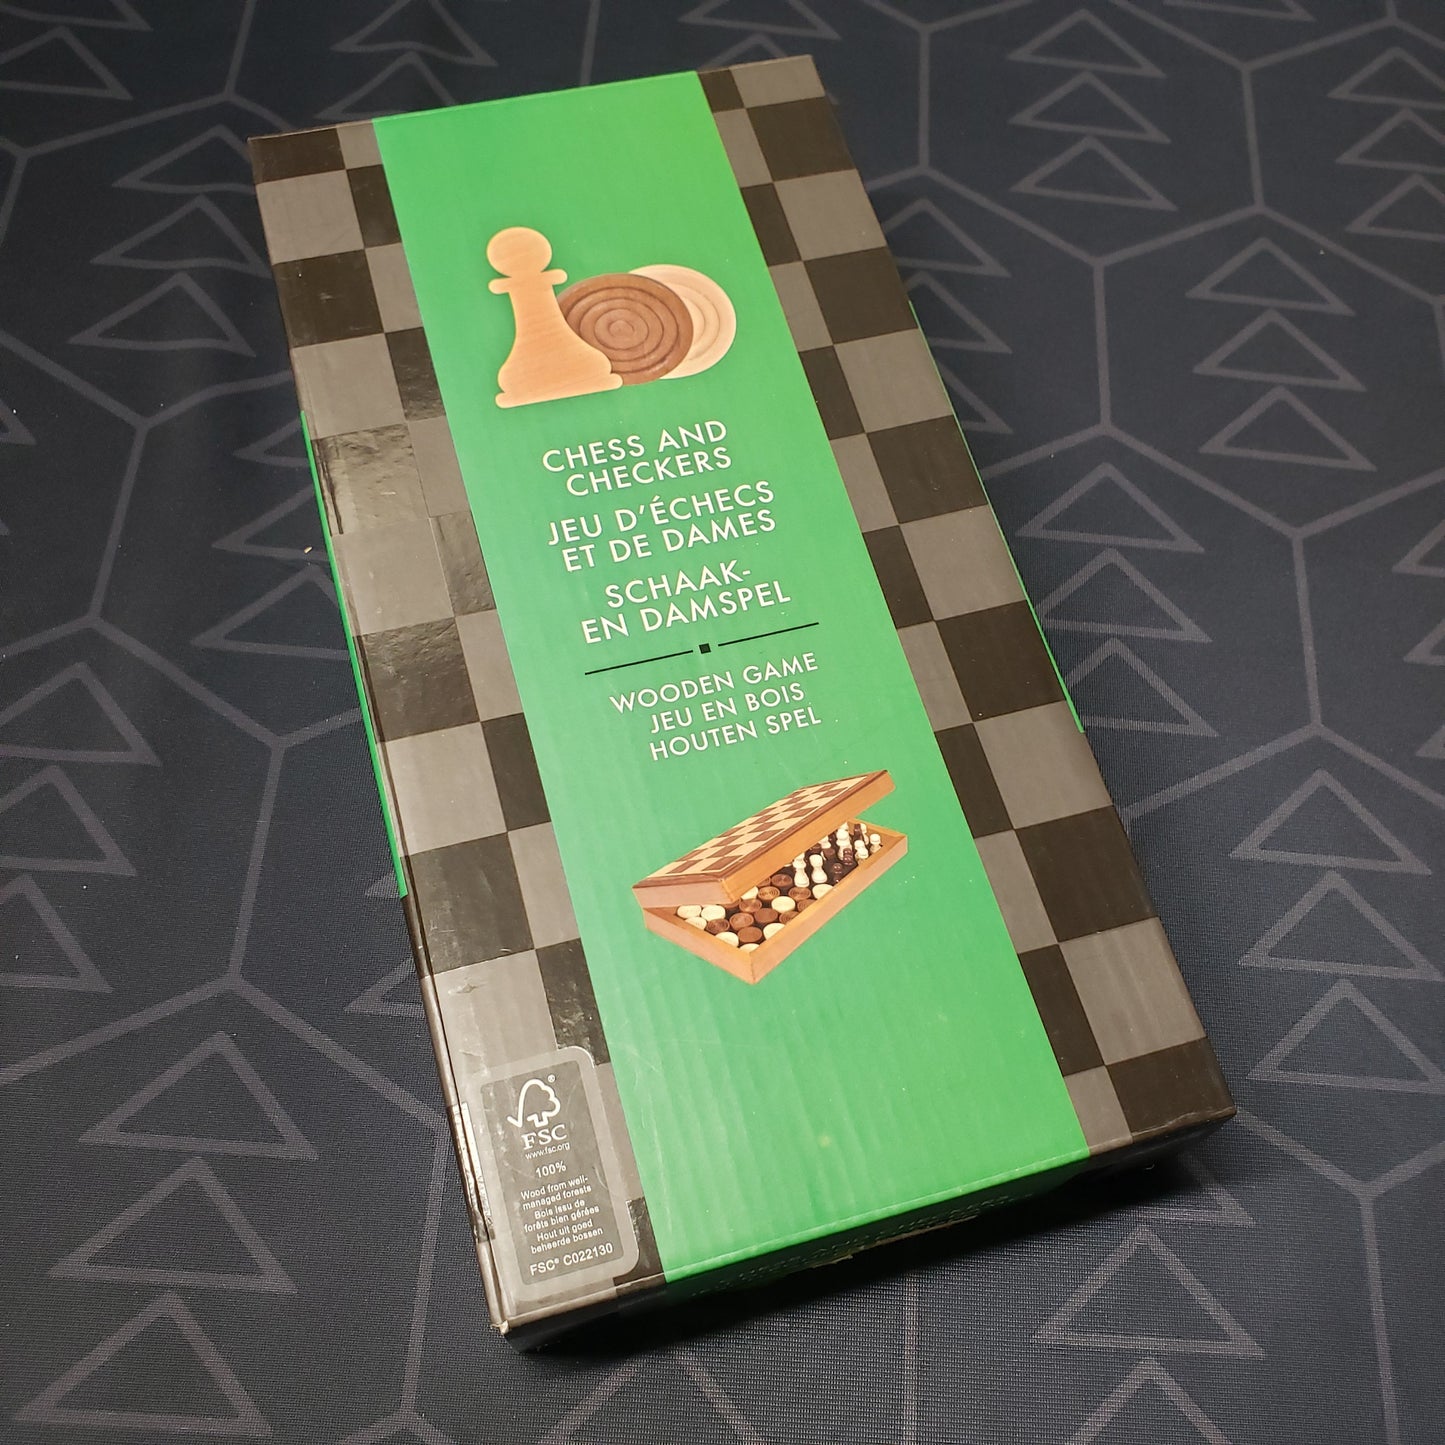 CHESS AND
CHECKERS
JEU D'ÉCHECS
ET DE DAMES
SCHAAK-
EN DAMSPEL
WOODEN GAME
JEU EN BOIS
HOUTEN SPEL
®
FSC
www.fsc.org
100%
Wood from well-
managed forests
Bois issu de
forêts bien gérées
Hout uit goed
beheerde bossen
FSC® C022130